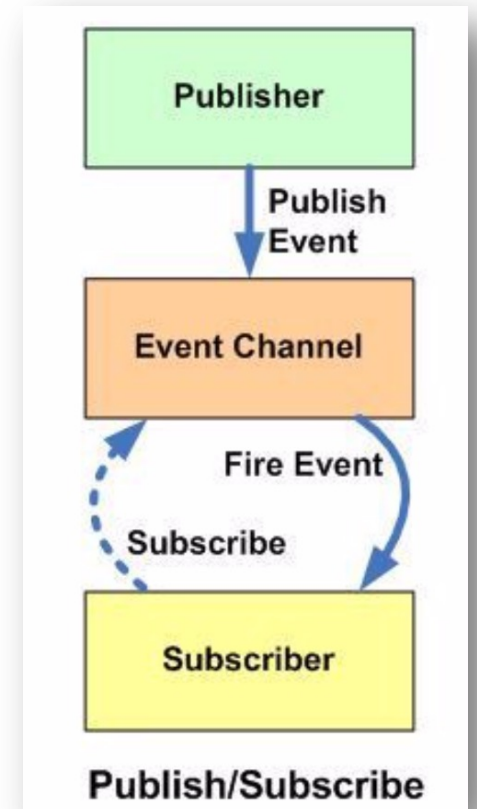 Publisher
Publish
Event
Event Channel
Fire Event
Subscribe
Subscriber
Publish/Subscribe